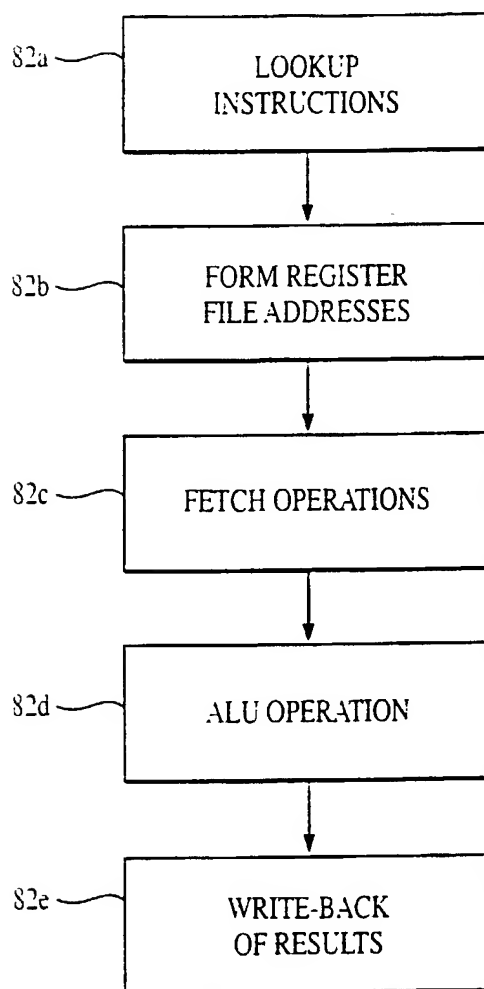 82a
LOOKUP
INSTRUCTIONS
82b
FORM REGISTER
FILE ADDRESSES
82c
FETCH OPERATIONS
82d
ALU OPERATION
82e
WRITE-BACK
OF RESULTS